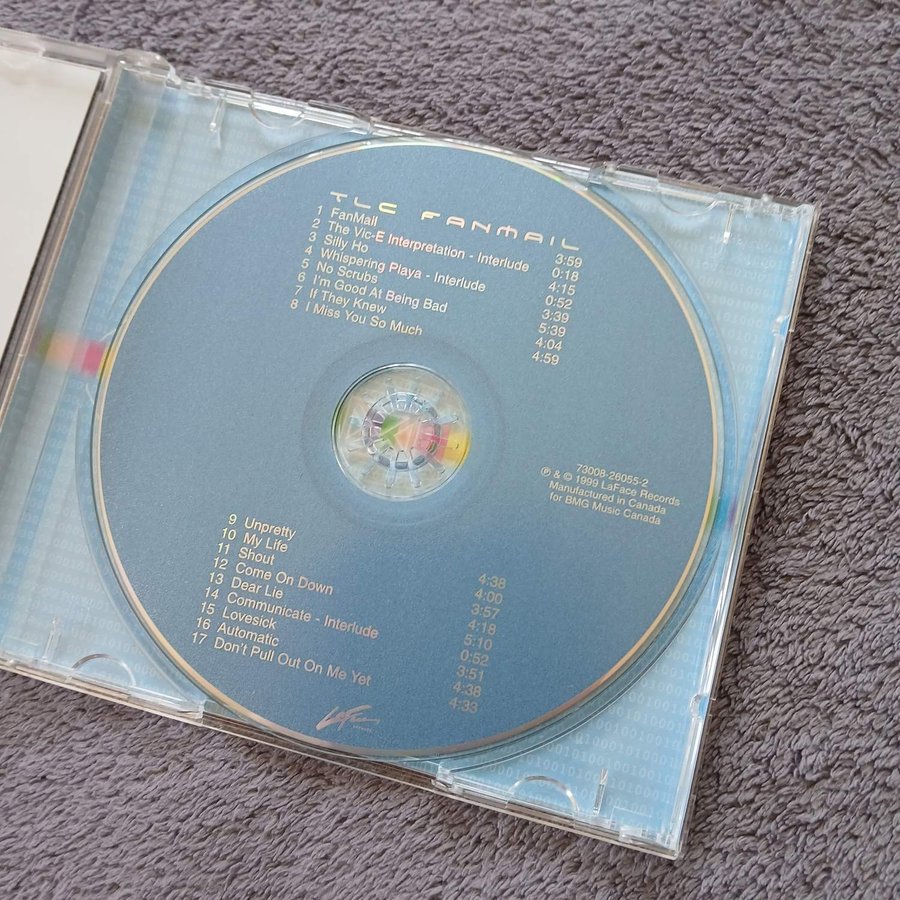 TLC FANMAIL
1 FanMail 3:59
2 The Vic-E Interpretation - Interlude 0:18
3 Silly Ho 4:15
4 Whispering Playa - Interlude 0:52
5 No Scrubs 3:39
6 I'm Good At Being Bad 5:39
7 If They Knew 4:04
8 I Miss You So Much 4:59
73008-26055-2
℗ & © 1999 LaFace Records
Manufactured in Canada
for BMG Music Canada
9 Unpretty 4:38
10 My Life 4:00
11 Shout 3:57
12 Come On Down 4:18
13 Dear Lie 5:10
14 Communicate - Interlude 0:52
15 Lovesick 3:51
16 Automatic 4:38
17 Don't Pull Out On Me Yet 4:33
LaFace